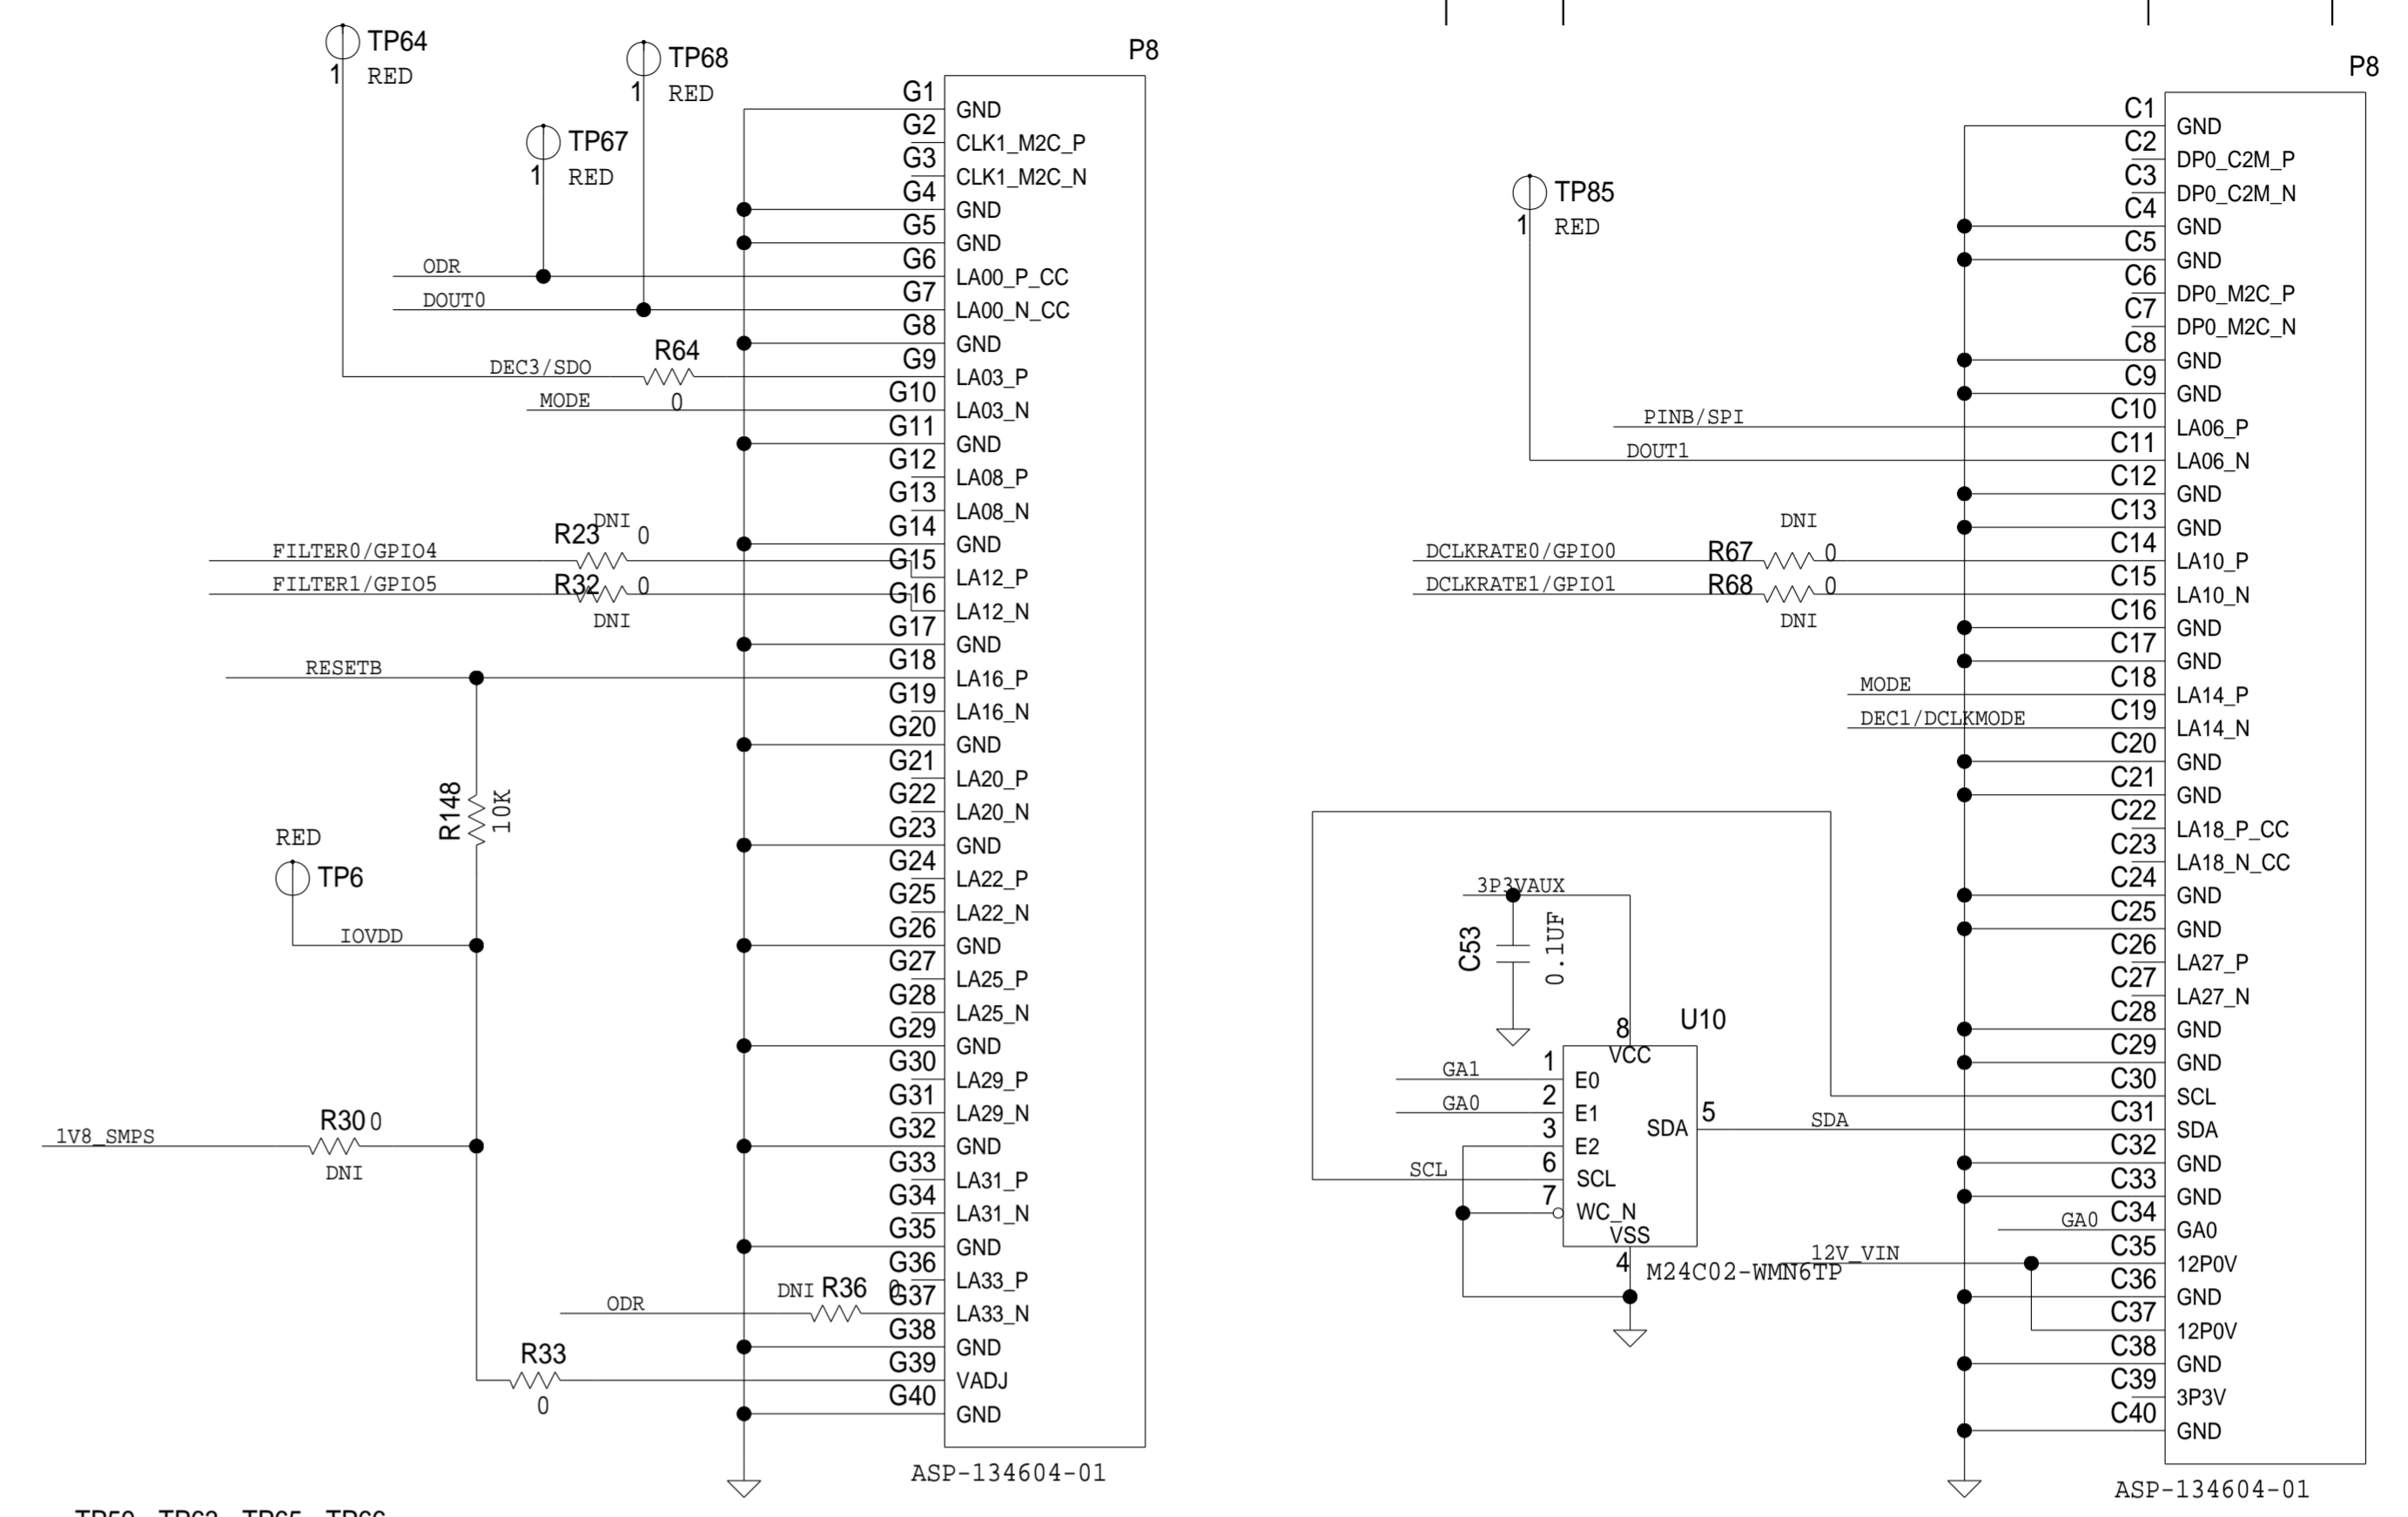 TP64
1 RED
TP68
1 RED
TP67
1 RED
P8
G1 GND
G2 CLK1_M2C_P
G3 CLK1_M2C_N
G4 GND
G5 GND
ODR G6 LA00_P_CC
DOUT0 G7 LA00_N_CC
G8 GND
DEC3/SDO R64 0 G9 LA03_P
MODE G10 LA03_N
G11 GND
G12 LA08_P
G13 LA08_N
G14 GND
FILTER0/GPIO4 R23 DNI 0 G15 LA12_P
FILTER1/GPIO5 R32 0 DNI G16 LA12_N
G17 GND
RESETB G18 LA16_P
G19 LA16_N
G20 GND
G21 LA20_P
G22 LA20_N
R148 10K
G23 GND
RED
TP6
G24 LA22_P
G25 LA22_N
IOVDD
G26 GND
G27 LA25_P
G28 LA25_N
G29 GND
G30 LA29_P
G31 LA29_N
1V8_SMPS R30 0 DNI
G32 GND
G33 LA31_P
G34 LA31_N
G35 GND
G36 LA33_P
ODR DNI R36 0 G37 LA33_N
G38 GND
R33 0 G39 VADJ
G40 GND
ASP-134604-01
P8
C1 GND
C2 DP0_C2M_P
C3 DP0_C2M_N
TP85
1 RED
C4 GND
C5 GND
C6 DP0_M2C_P
C7 DP0_M2C_N
C8 GND
C9 GND
PINB/SPI C10 LA06_P
DOUT1 C11 LA06_N
C12 GND
C13 GND
DCLKRATE0/GPIO0 R67 DNI 0 C14 LA10_P
DCLKRATE1/GPIO1 R68 0 DNI C15 LA10_N
C16 GND
C17 GND
MODE C18 LA14_P
DEC1/DCLKMODE C19 LA14_N
C20 GND
C21 GND
C22 LA18_P_CC
C23 LA18_N_CC
C24 GND
C25 GND
C26 LA27_P
C27 LA27_N
C28 GND
C29 GND
C30 SCL
SDA C31 SDA
C32 GND
C33 GND
GA0 C34 GA0
12V_VIN C35 12P0V
C36 GND
C37 12P0V
C38 GND
C39 3P3V
C40 GND
ASP-134604-01
3P3VAUX
C53 0.1UF
U10
8 VCC
GA1 1 E0
GA0 2 E1
3 E2
SDA 5
SCL 6 SCL
7 WC_N
VSS
4 M24C02-WMN6TP